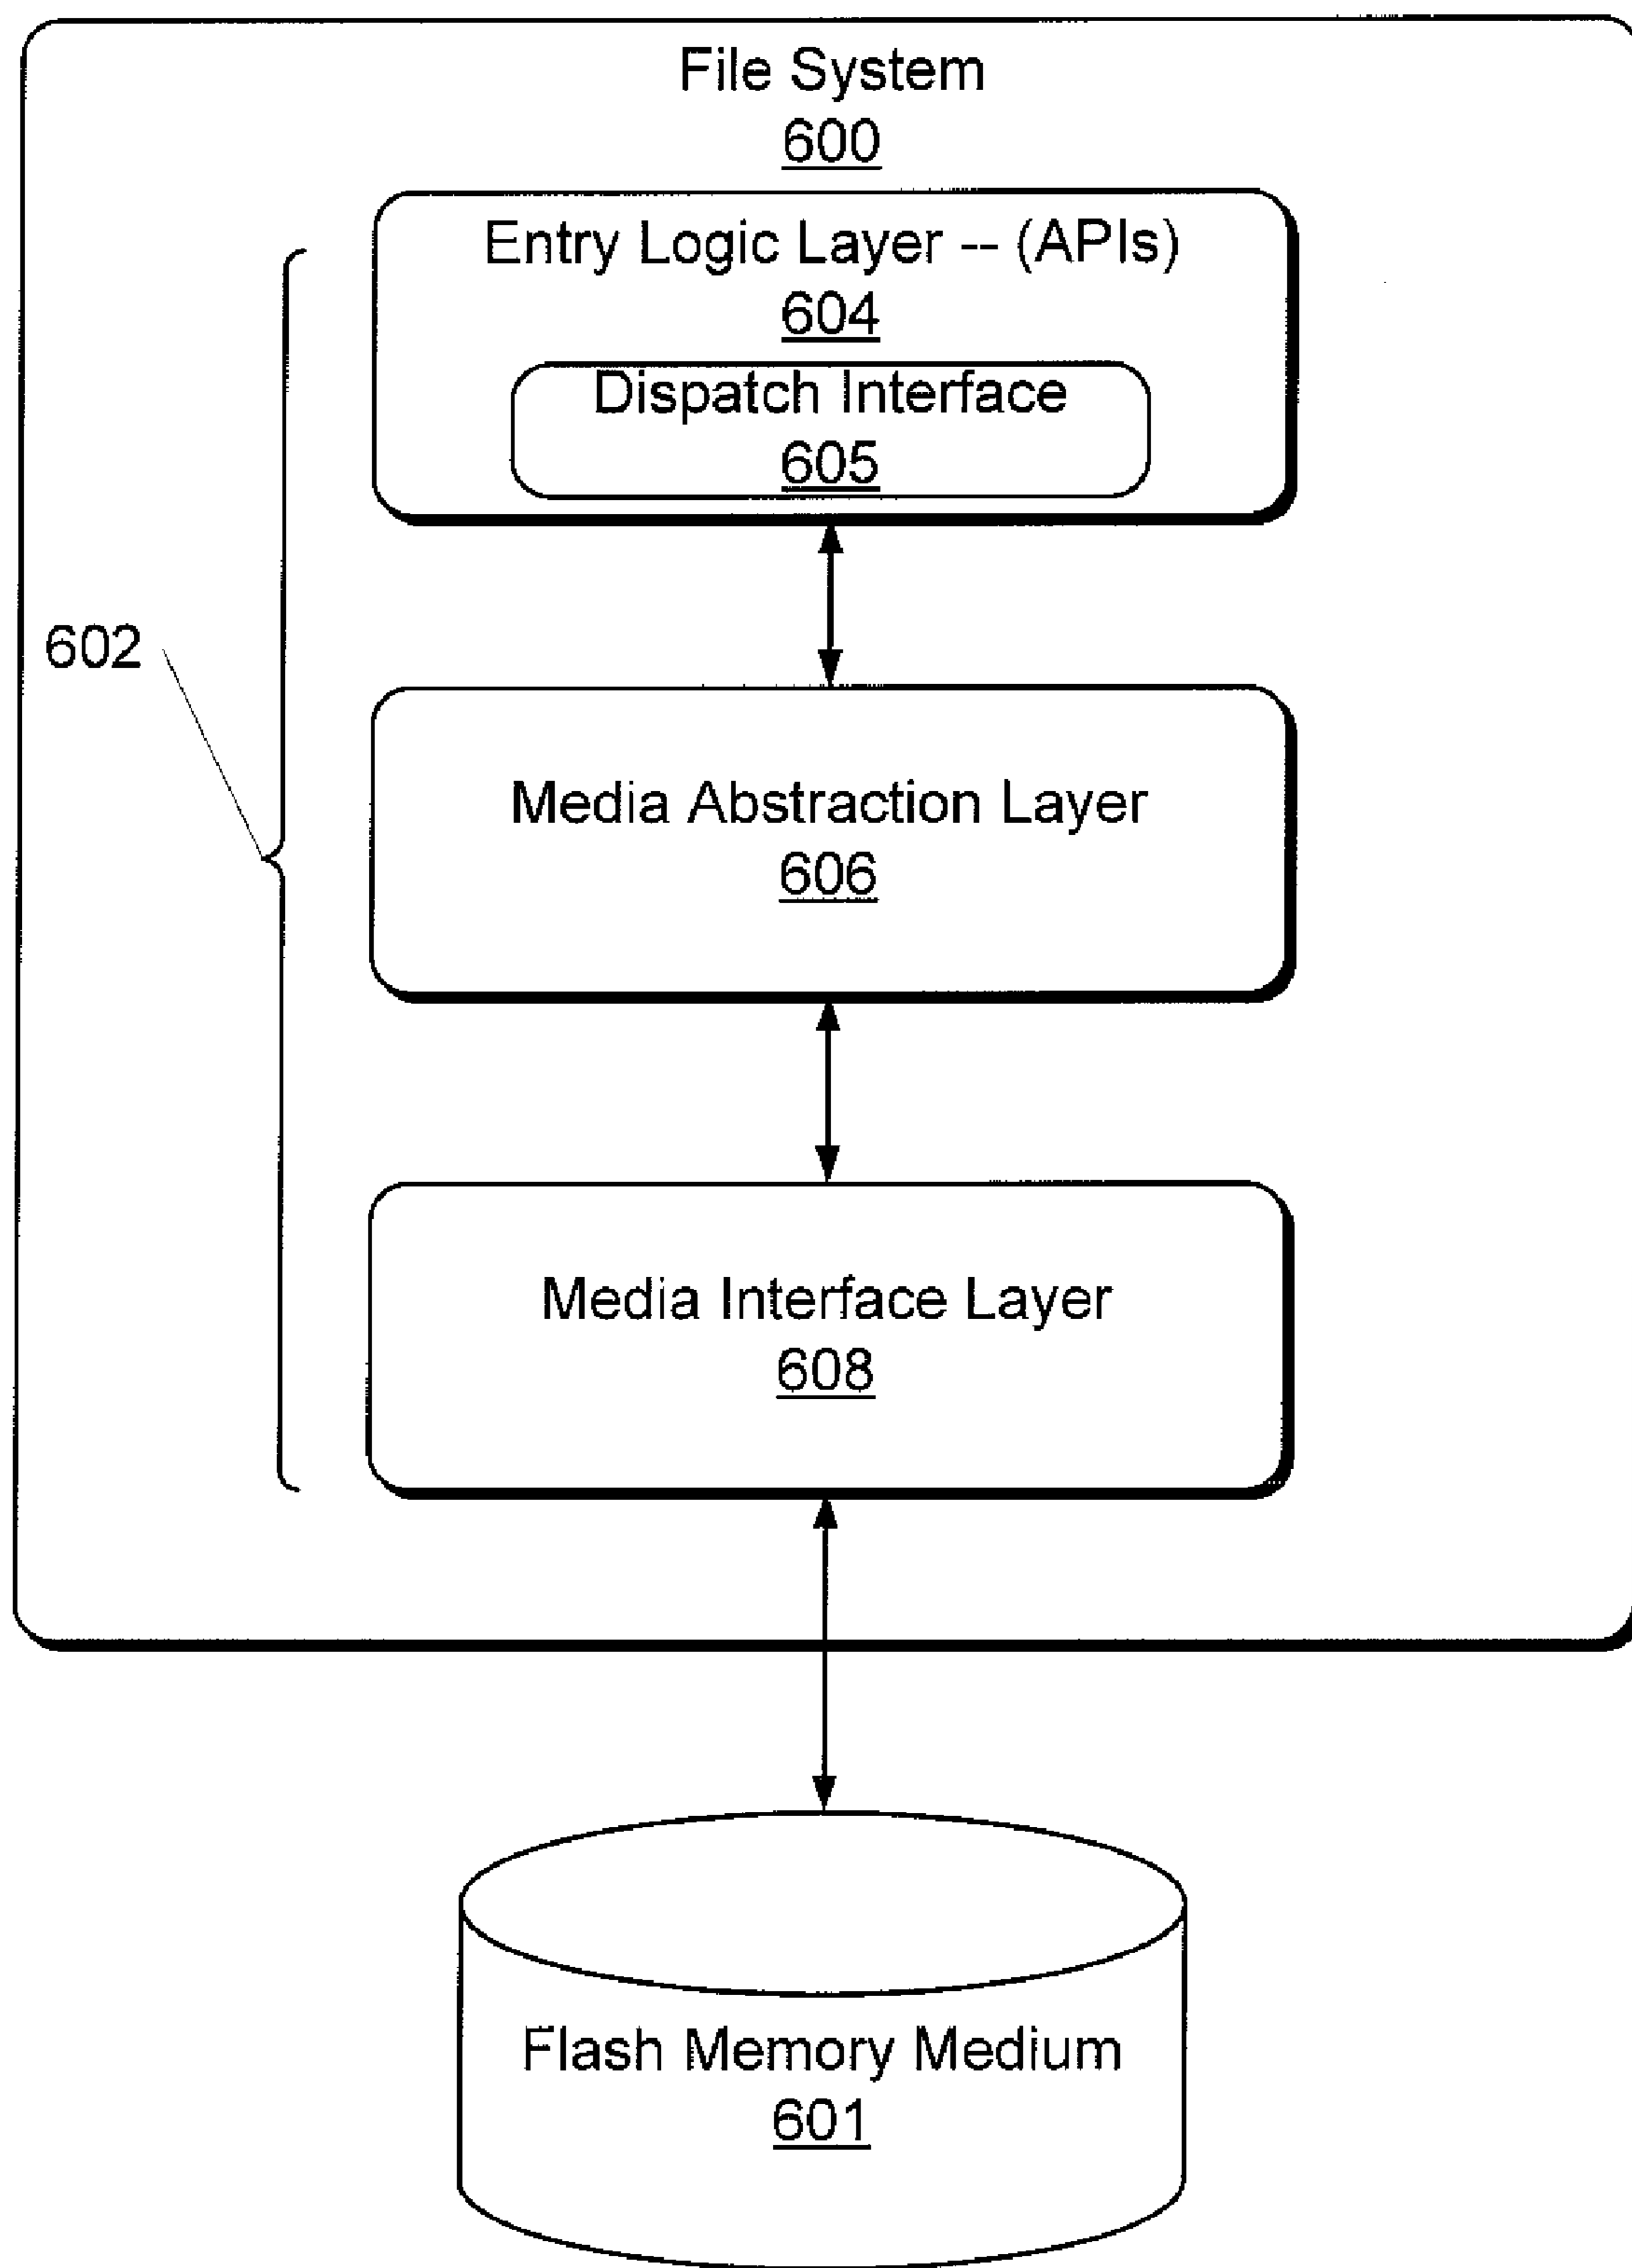 File System
600
Entry Logic Layer -- (APIs)
604
Dispatch Interface
605
602
Media Abstraction Layer
606
Media Interface Layer
608
Flash Memory Medium
601